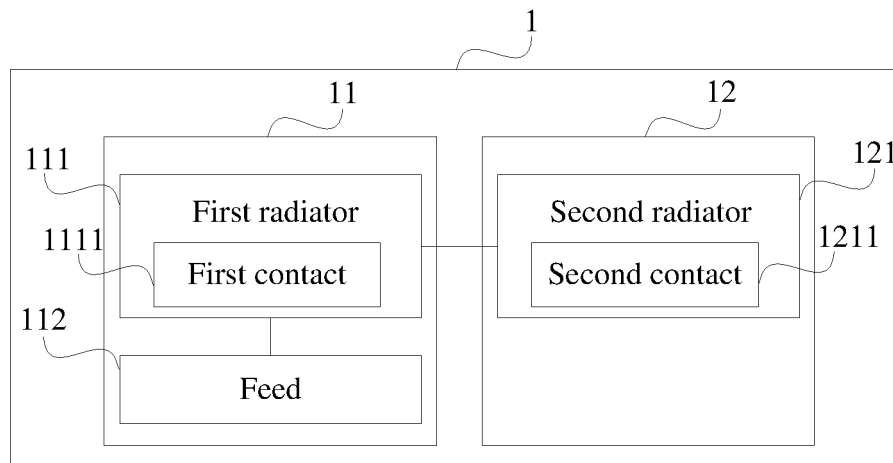 1
11
12
111
121
First radiator
Second radiator
1111
1211
First contact
Second contact
112
Feed